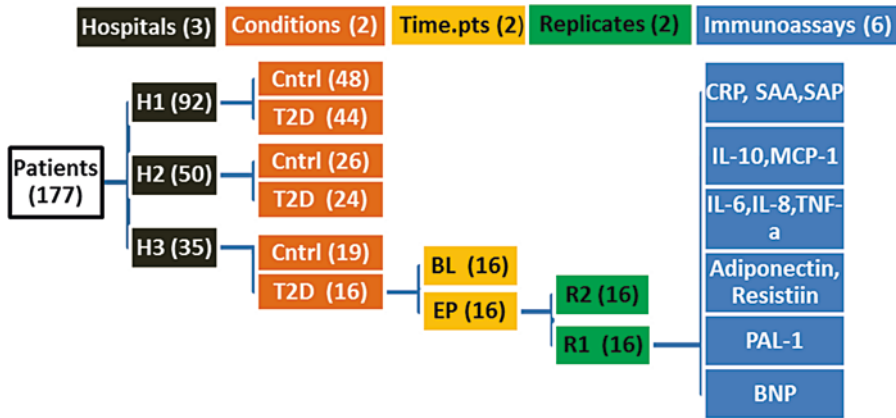 Hospitals (3) Conditions (2) Time.pts (2) Replicates (2) Immunoassays (6)
Patients
(177)
H1 (92)
H2 (50)
H3 (35)
Cntrl (48)
T2D (44)
Cntrl (26)
T2D (24)
Cntrl (19)
T2D (16)
BL (16)
EP (16)
R2 (16)
R1 (16)
CRP, SAA,SAP
IL-10,MCP-1
IL-6,IL-8,TNF-
a
Adiponectin,
Resistiin
PAL-1
BNP